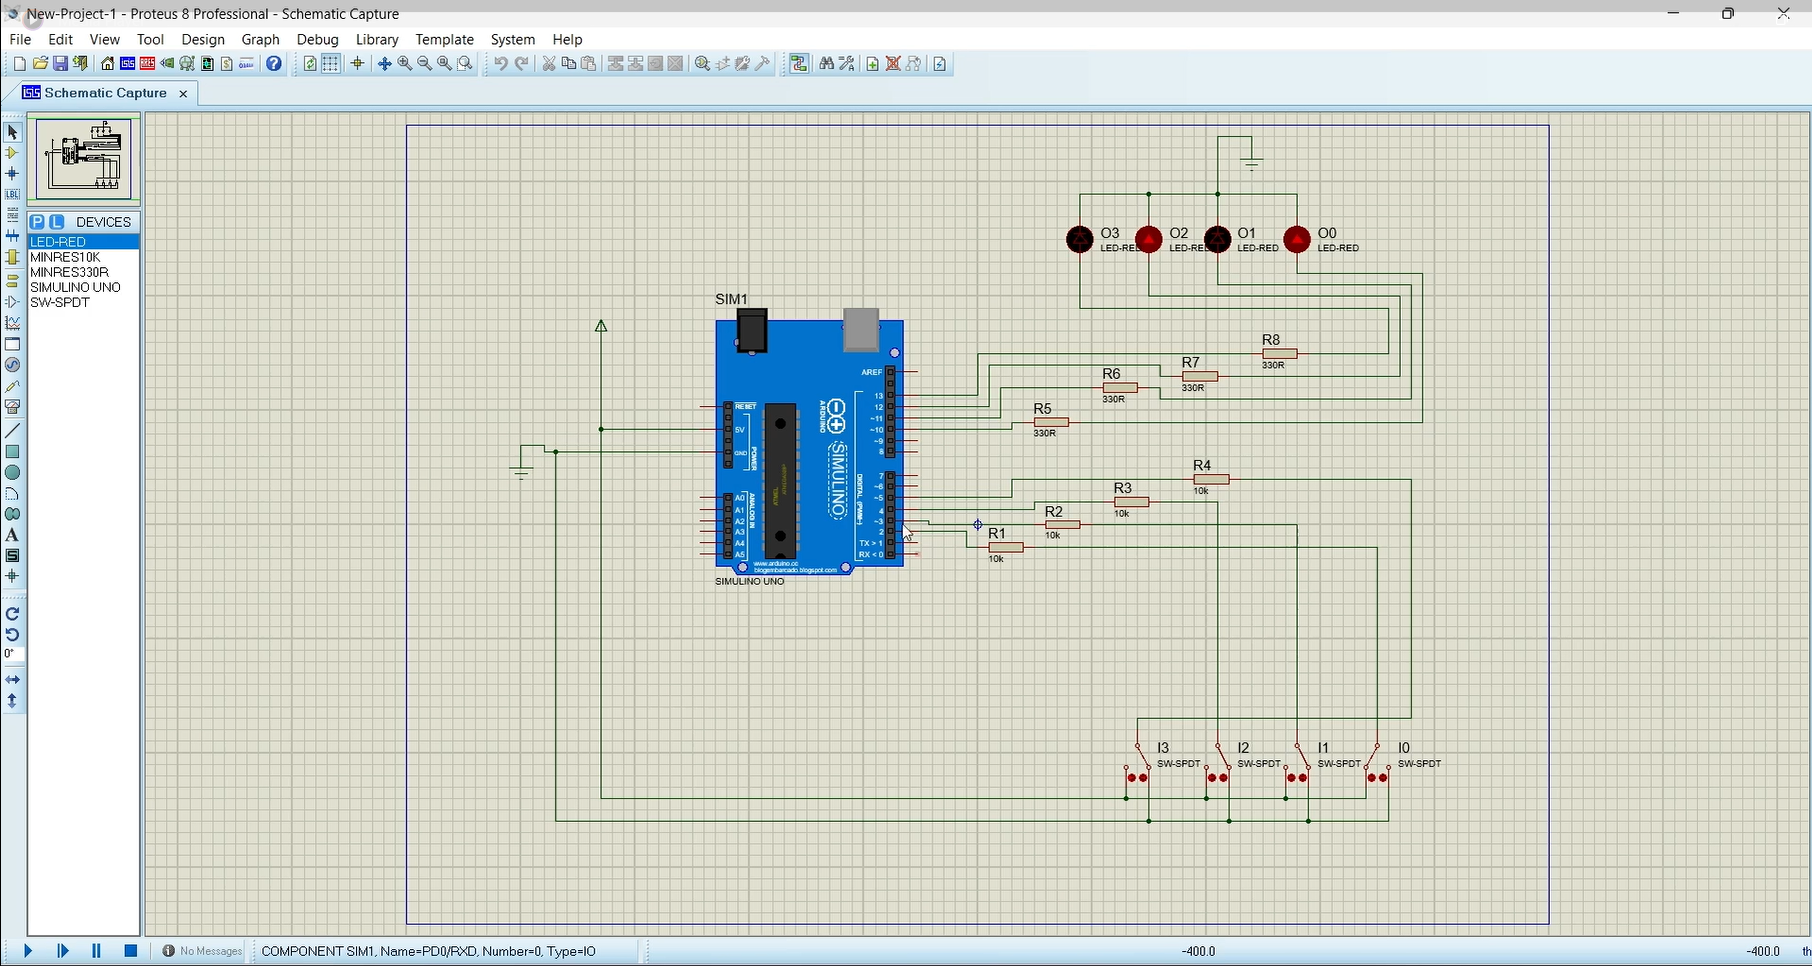 New-Project-1 - Proteus 8 Professional - Schematic Capture
File Edit View Tool Design Graph Debug Library Template System Help
Schematic Capture
P L DEVICES
LED-RED
MINRES10K
MINRES330R
SIMULINO UNO
SW-SPDT
LBL
0°
O3
LED-RED
O2
LED-RED
O1
LED-RED
O0
LED-RED
SIM1
R8
330R
R7
330R
R6
330R
R5
330R
R4
10k
R3
10k
R2
10k
R1
10k
AREF
13
12
~11
~10
~9
8
7
~6
~5
4
~3
2
TX > 1
RX < 0
RESET
5V
GND
POWER
A0
A1
A2
A3
A4
A5
ANALOG IN
ARDUINO
SIMULINO
DIGITAL (PWM~)
ATMEL
www.arduino.cc
blogembarcado.blogspot.com
SIMULINO UNO
I3
SW-SPDT
I2
SW-SPDT
I1
SW-SPDT
I0
SW-SPDT
No Messages COMPONENT SIM1, Name=PD0/RXD, Number=0, Type=IO -400.0 -400.0 th